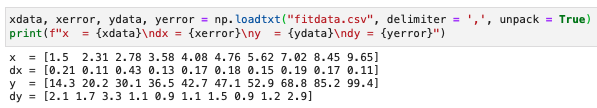 xdata, xerror, ydata, yerror = np.loadtxt("fitdata.csv", delimiter = ',', unpack = True)
print(f"x  = {xdata}\ndx = {xerror}\ny  = {ydata}\ndy = {yerror}")
x  = [1.5  2.31 2.78 3.58 4.08 4.76 5.62 7.02 8.45 9.65]
dx = [0.21 0.11 0.43 0.13 0.17 0.18 0.15 0.19 0.17 0.11]
y  = [14.3 20.2 30.1 36.5 42.7 47.1 52.9 68.8 85.2 99.4]
dy = [2.1 1.7 3.3 1.1 0.9 1.1 1.5 0.9 1.2 2.9]